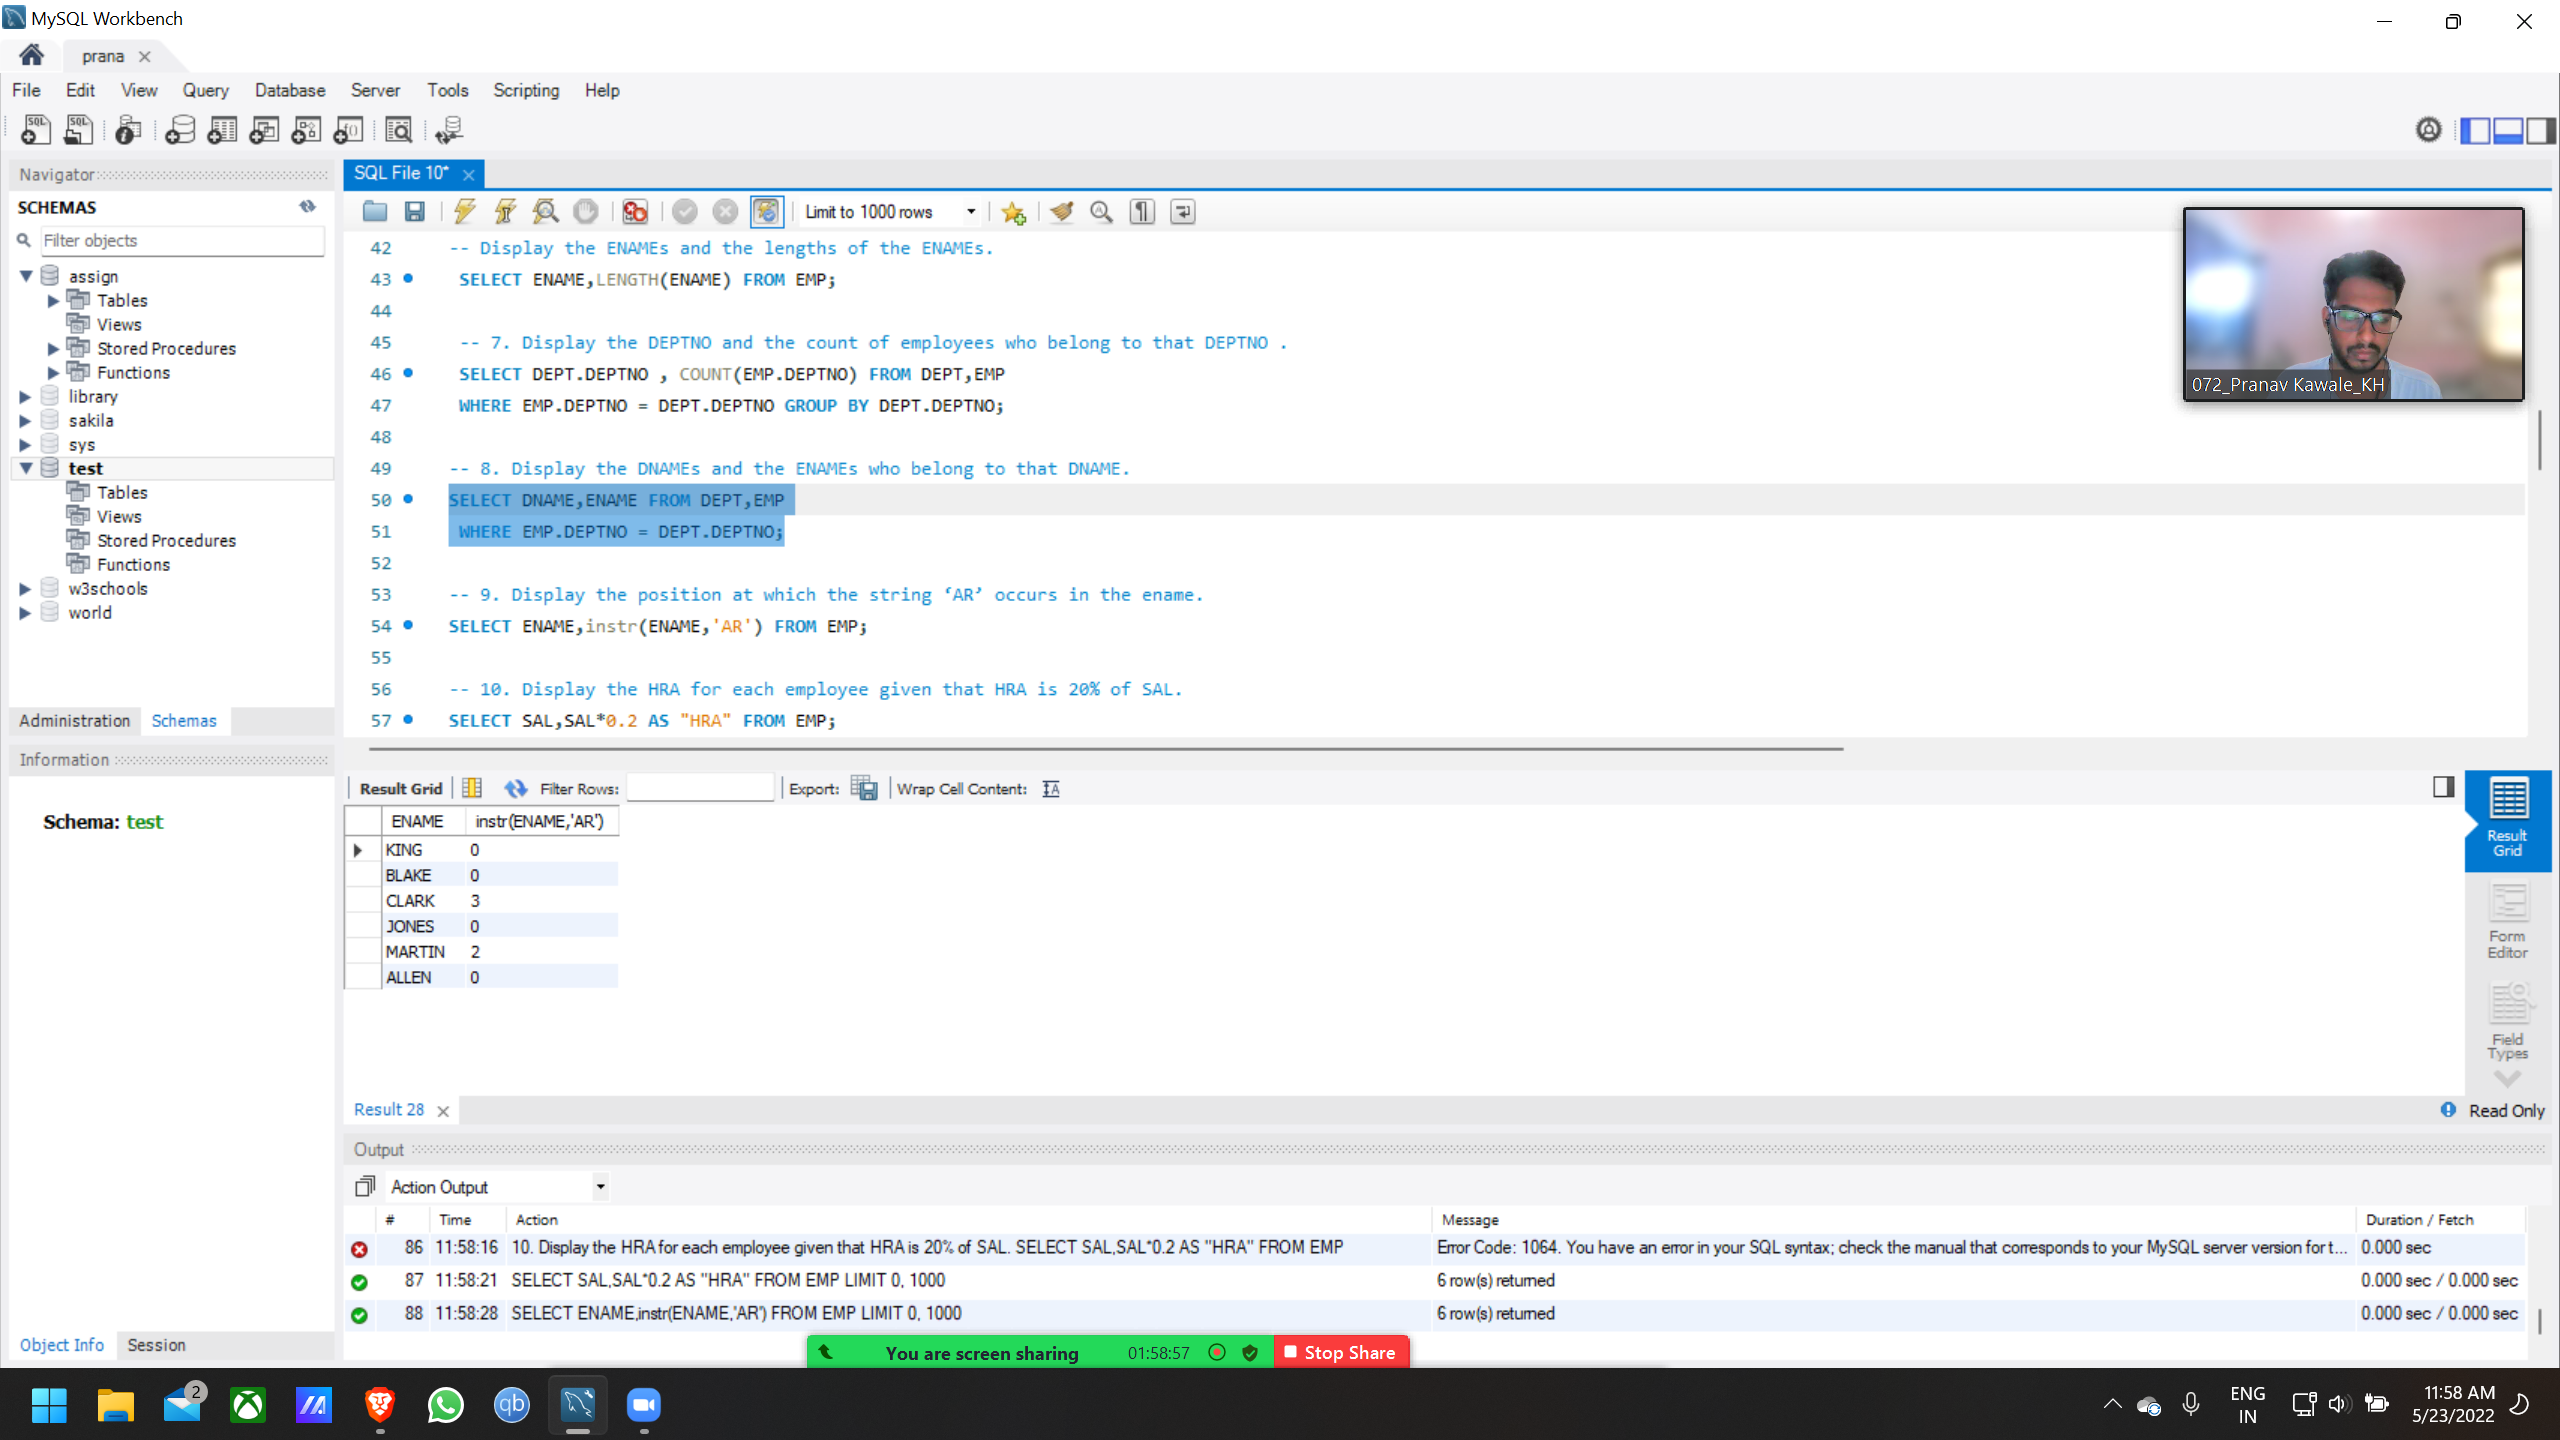 MySQL Workbench
prana
File Edit View Query Database Server Tools Scripting Help
Navigator
SCHEMAS
Filter objects
assign
Tables
Views
Stored Procedures
Functions
library
sakila
sys
test
Tables
Views
Stored Procedures
Functions
w3schools
world
Administration Schemas
Information
Schema: test
Object Info Session
SQL File 10*
Limit to 1000 rows
42 -- Display the ENAMEs and the lengths of the ENAMEs.
43 SELECT ENAME,LENGTH(ENAME) FROM EMP;
44
45 -- 7. Display the DEPTNO and the count of employees who belong to that DEPTNO .
46 SELECT DEPT.DEPTNO , COUNT(EMP.DEPTNO) FROM DEPT,EMP
47 WHERE EMP.DEPTNO = DEPT.DEPTNO GROUP BY DEPT.DEPTNO;
48
49 -- 8. Display the DNAMEs and the ENAMEs who belong to that DNAME.
50 SELECT DNAME,ENAME FROM DEPT,EMP
51 WHERE EMP.DEPTNO = DEPT.DEPTNO;
52
53 -- 9. Display the position at which the string ‘AR’ occurs in the ename.
54 SELECT ENAME,instr(ENAME,'AR') FROM EMP;
55
56 -- 10. Display the HRA for each employee given that HRA is 20% of SAL.
57 SELECT SAL,SAL*0.2 AS "HRA" FROM EMP;
072_Pranav Kawale_KH
Result Grid Filter Rows: Export: Wrap Cell Content:
ENAME instr(ENAME,'AR')
KING 0
BLAKE 0
CLARK 3
JONES 0
MARTIN 2
ALLEN 0
Result Grid
Form Editor
Field Types
Result 28 Read Only
Output
Action Output
# Time Action Message Duration / Fetch
86 11:58:16 10. Display the HRA for each employee given that HRA is 20% of SAL. SELECT SAL,SAL*0.2 AS "HRA" FROM EMP Error Code: 1064. You have an error in your SQL syntax; check the manual that corresponds to your MySQL server version for t... 0.000 sec
87 11:58:21 SELECT SAL,SAL*0.2 AS "HRA" FROM EMP LIMIT 0, 1000 6 row(s) returned 0.000 sec / 0.000 sec
88 11:58:28 SELECT ENAME,instr(ENAME,'AR') FROM EMP LIMIT 0, 1000 6 row(s) returned 0.000 sec / 0.000 sec
You are screen sharing 01:58:57 Stop Share
2
qb
ENG
IN
11:58 AM
5/23/2022